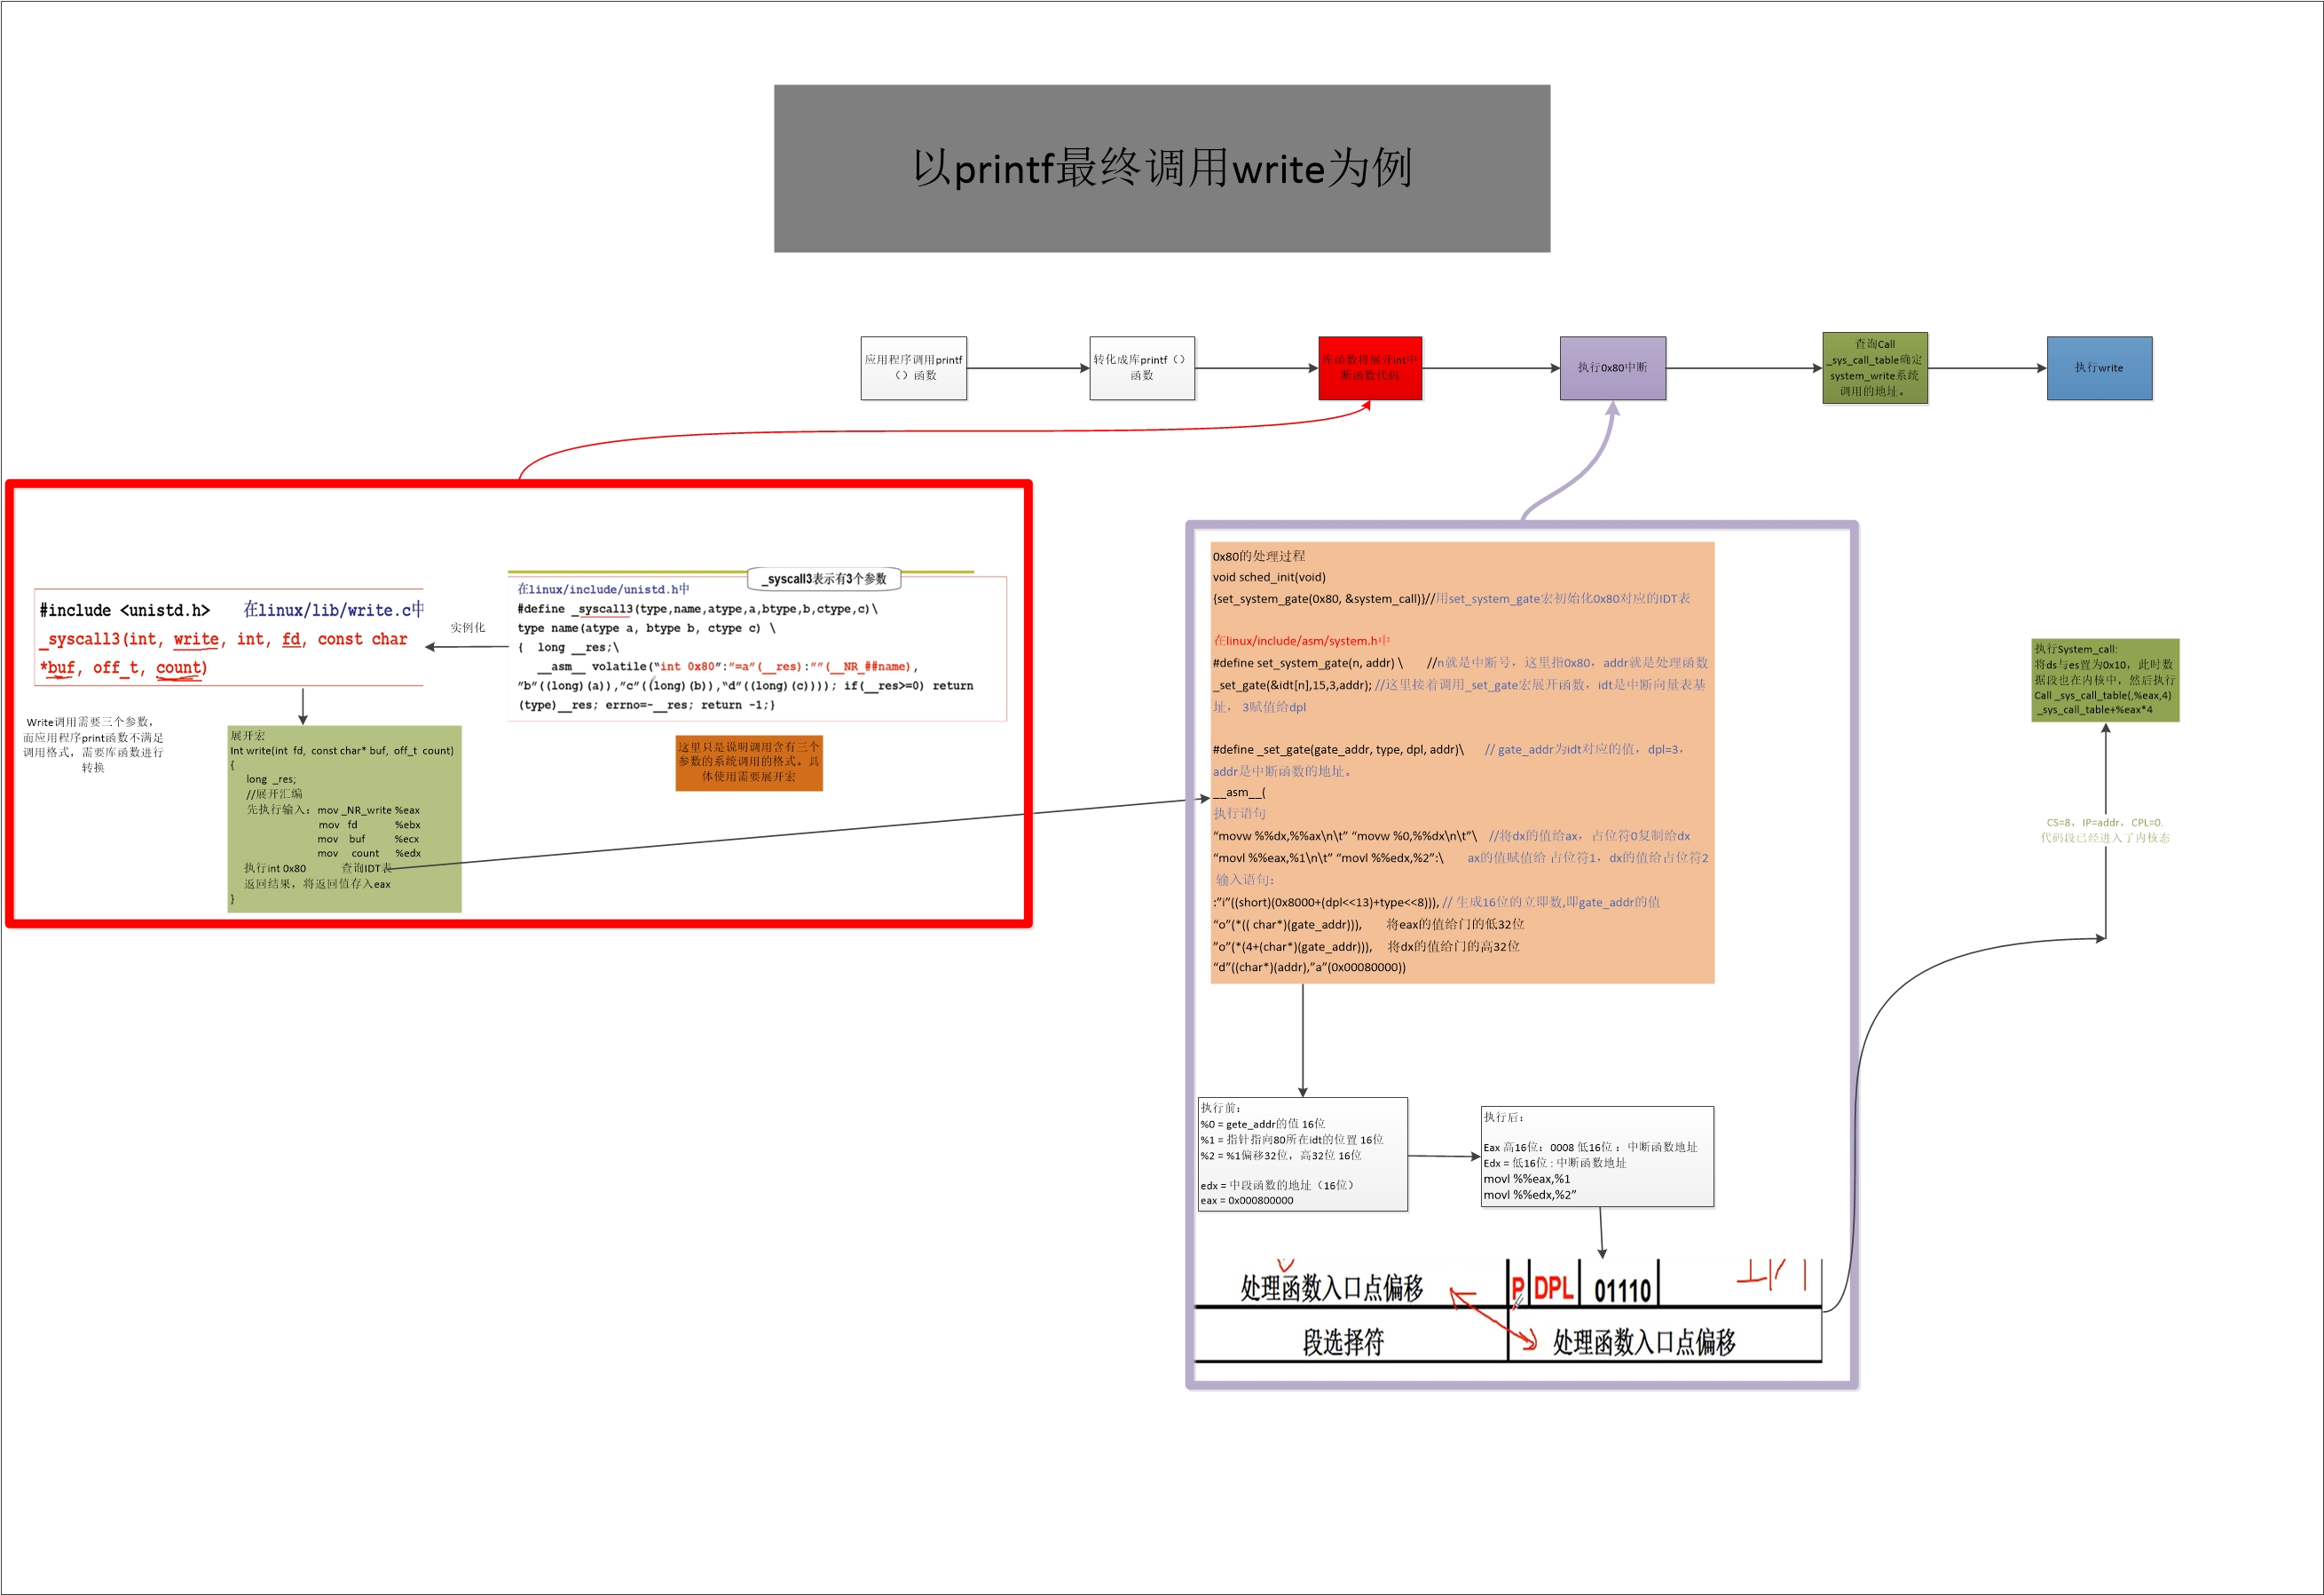 以printf最终调用write为例
应用程序调用printf
（）函数
转化成库printf（）
函数
库函数将展开int中
断函数代码
执行0x80中断
查询Call
_sys_call_table确定
system_write系统
调用的地址。
执行write
#include <unistd.h> 在linux/lib/write.c中
_syscall3(int, write, int, fd, const char
*buf, off_t, count)
实例化
_syscall3表示有3个参数
在linux/include/unistd.h中
#define _syscall3(type,name,atype,a,btype,b,ctype,c)\
type name(atype a, btype b, ctype c) \
{ long __res;\
__asm__ volatile("int 0x80":"=a"(__res):""(__NR_##name),
"b"((long)(a)),"c"((long)(b)),"d"((long)(c)))); if(__res>=0) return
(type)__res; errno=-__res; return -1;}
Write调用需要三个参数，
而应用程序print函数不满足
调用格式，需要库函数进行
转换
展开宏
Int write(int fd, const char* buf, off_t count)
{
long _res;
//展开汇编
先执行输入：mov _NR_write %eax
mov fd %ebx
mov buf %ecx
mov count %edx
执行int 0x80 查询IDT表
返回结果，将返回值存入eax
}
这里只是说明调用含有三个
参数的系统调用的格式。具
体使用需要展开宏
0x80的处理过程
void sched_init(void)
{set_system_gate(0x80, &system_call)}//用set_system_gate宏初始化0x80对应的IDT表
在linux/include/asm/system.h中
#define set_system_gate(n, addr) \ //n就是中断号，这里指0x80，addr就是处理函数
_set_gate(&idt[n],15,3,addr); //这里接着调用_set_gate宏展开函数，idt是中断向量表基
址， 3赋值给dpl
#define _set_gate(gate_addr, type, dpl, addr)\ // gate_addr为idt对应的值，dpl=3，
addr是中断函数的地址。
__asm__(
执行语句
“movw %%dx,%%ax\n\t” “movw %0,%%dx\n\t”\ //将dx的值给ax，占位符0复制给dx
“movl %%eax,%1\n\t” “movl %%edx,%2”:\ ax的值赋值给 占位符1，dx的值给占位符2
输入语句：
:”i”((short)(0x8000+(dpl<<13)+type<<8))), // 生成16位的立即数,即gate_addr的值
“o”(*(( char*)(gate_addr))), 将eax的值给门的低32位
”o”(*(4+(char*)(gate_addr))), 将dx的值给门的高32位
“d”((char*)(addr),”a”(0x00080000))
执行System_call:
将ds与es置为0x10，此时数
据段也在内核中，然后执行
Call _sys_call_table(,%eax,4)
_sys_call_table+%eax*4
CS=8，IP=addr，CPL=0.
代码段已经进入了内核态
执行前：
%0 = gete_addr的值 16位
%1 = 指针指向80所在idt的位置 16位
%2 = %1偏移32位，高32位 16位
edx = 中段函数的地址（16位）
eax = 0x000800000
执行后：
Eax 高16位：0008 低16位 ：中断函数地址
Edx = 低16位 : 中断函数地址
movl %%eax,%1
movl %%edx,%2”
处理函数入口点偏移 P DPL 01110
段选择符 处理函数入口点偏移